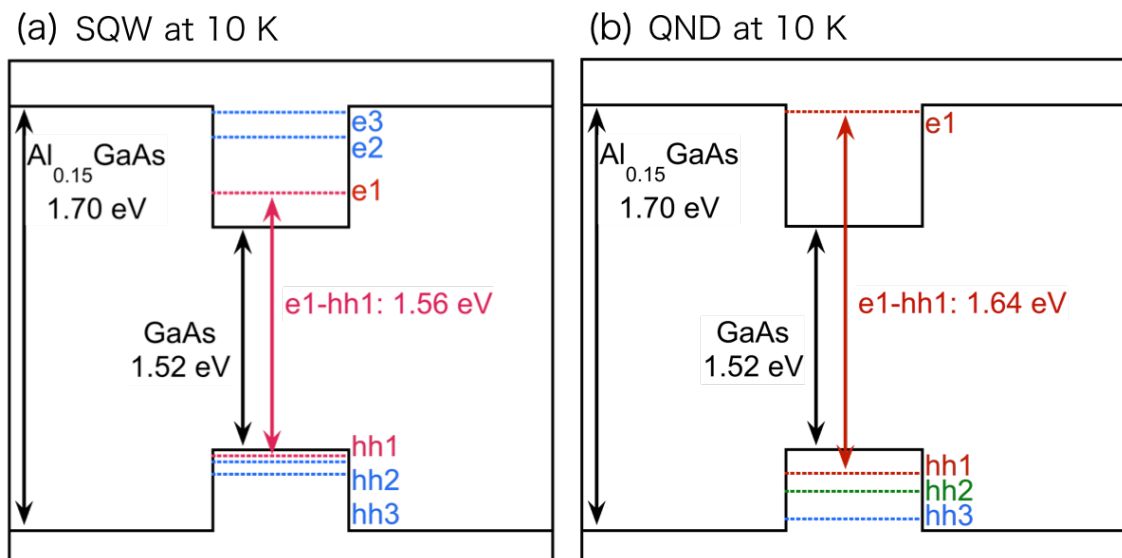 (a) SQW at 10 K
e3
e2
Al0.15GaAs
1.70 eV
e1
e1-hh1: 1.56 eV
GaAs
1.52 eV
hh1
hh2
hh3
(b) QND at 10 K
e1
Al0.15GaAs
1.70 eV
e1-hh1: 1.64 eV
GaAs
1.52 eV
hh1
hh2
hh3